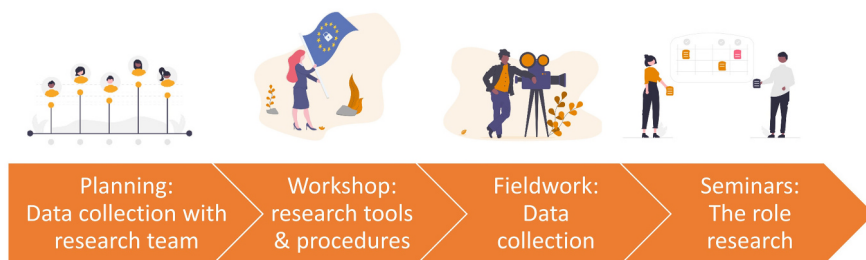 Planning:
Data collection with
research team
Workshop:
research tools
& procedures
Fieldwork:
Data
collection
Seminars:
The role
research